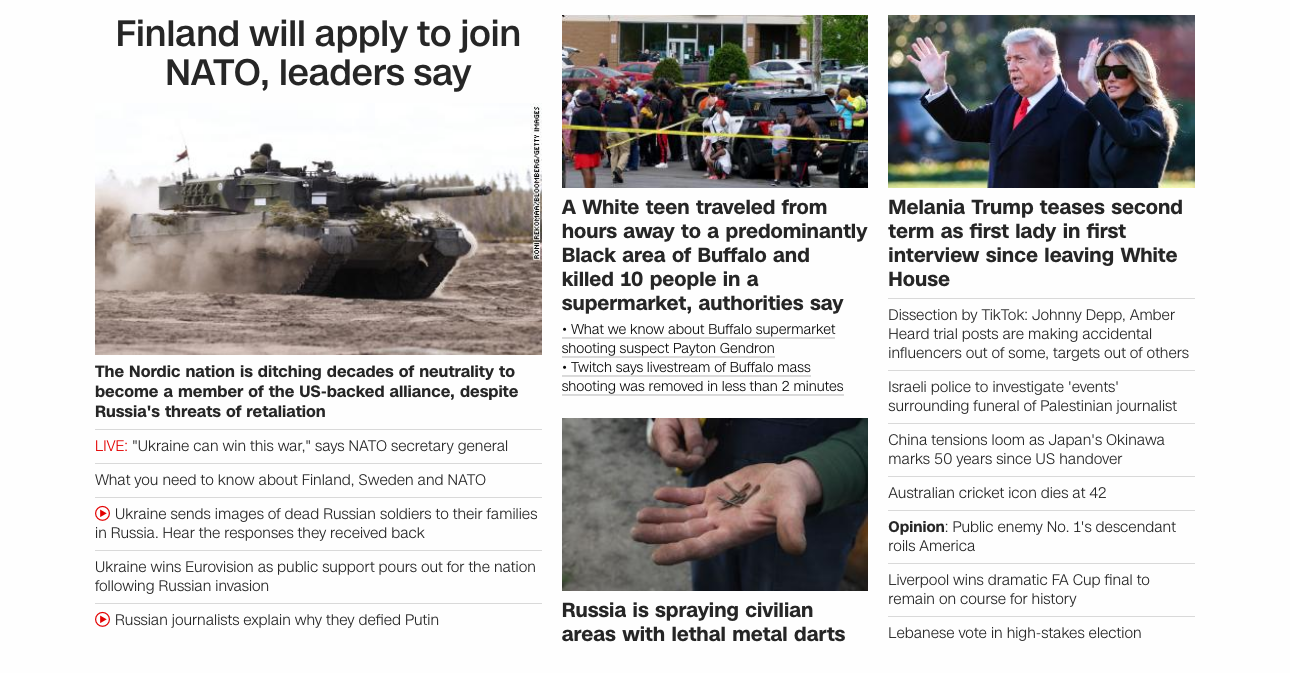 Finland will apply to join
NATO, leaders say
RONI REKOMAA/BLOOMBERG/GETTY IMAGES
The Nordic nation is ditching decades of neutrality to
become a member of the US-backed alliance, despite
Russia's threats of retaliation
LIVE: "Ukraine can win this war," says NATO secretary general
What you need to know about Finland, Sweden and NATO
Ukraine sends images of dead Russian soldiers to their families
in Russia. Hear the responses they received back
Ukraine wins Eurovision as public support pours out for the nation
following Russian invasion
Russian journalists explain why they defied Putin
A White teen traveled from
hours away to a predominantly
Black area of Buffalo and
killed 10 people in a
supermarket, authorities say
• What we know about Buffalo supermarket
shooting suspect Payton Gendron
• Twitch says livestream of Buffalo mass
shooting was removed in less than 2 minutes
Russia is spraying civilian
areas with lethal metal darts
Melania Trump teases second
term as first lady in first
interview since leaving White
House
Dissection by TikTok: Johnny Depp, Amber
Heard trial posts are making accidental
influencers out of some, targets out of others
Israeli police to investigate 'events'
surrounding funeral of Palestinian journalist
China tensions loom as Japan's Okinawa
marks 50 years since US handover
Australian cricket icon dies at 42
Opinion: Public enemy No. 1's descendant
roils America
Liverpool wins dramatic FA Cup final to
remain on course for history
Lebanese vote in high-stakes election